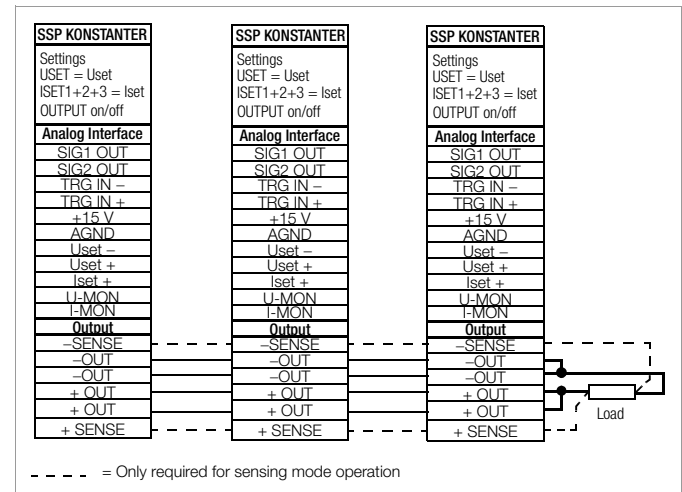 SSP KONSTANTER
Settings
USET = Uset
ISET1+2+3 = Iset
OUTPUT on/off
Analog Interface
SIG1 OUT
SIG2 OUT
TRG IN –
TRG IN +
+15 V
AGND
Uset –
Uset +
Iset +
U-MON
I-MON
Output
–SENSE
–OUT
–OUT
+ OUT
+ OUT
+ SENSE
SSP KONSTANTER
Settings
USET = Uset
ISET1+2+3 = Iset
OUTPUT on/off
Analog Interface
SIG1 OUT
SIG2 OUT
TRG IN –
TRG IN +
+15 V
AGND
Uset –
Uset +
Iset +
U-MON
I-MON
Output
–SENSE
–OUT
–OUT
+ OUT
+ OUT
+ SENSE
SSP KONSTANTER
Settings
USET = Uset
ISET1+2+3 = Iset
OUTPUT on/off
Analog Interface
SIG1 OUT
SIG2 OUT
TRG IN –
TRG IN +
+15 V
AGND
Uset –
Uset +
Iset +
U-MON
I-MON
Output
–SENSE
–OUT
–OUT
+ OUT
+ OUT
+ SENSE
Load
= Only required for sensing mode operation